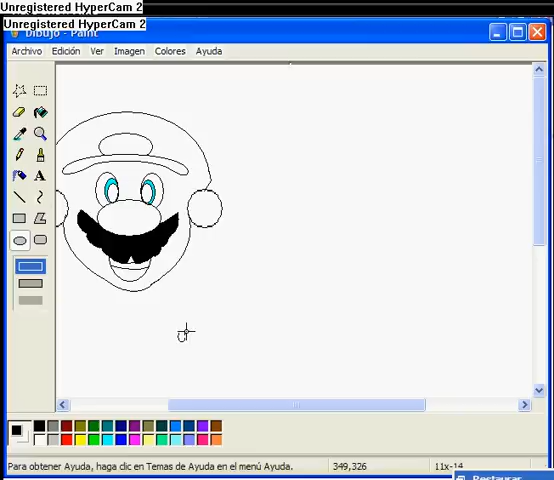 Unregistered HyperCam 2
Unregistered HyperCam 2
Dibujo - Paint
Archivo Edición Ver Imagen Colores Ayuda
A
Para obtener Ayuda, haga clic en Temas de Ayuda en el menú Ayuda. 349,326 11x-14
Restaurar